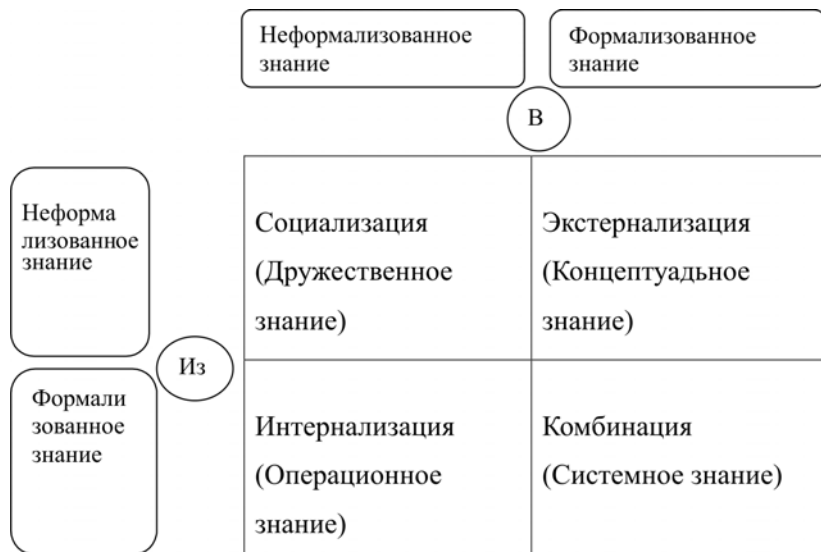 Неформализованное
знание
Формализованное
знание
В
Неформа
лизованное
знание
Социализация
(Дружественное
знание)
Экстернализация
(Концептуадьное
знание)
Из
Формали
зованное
знание
Интернализация
(Операционное
знание)
Комбинация
(Системное знание)